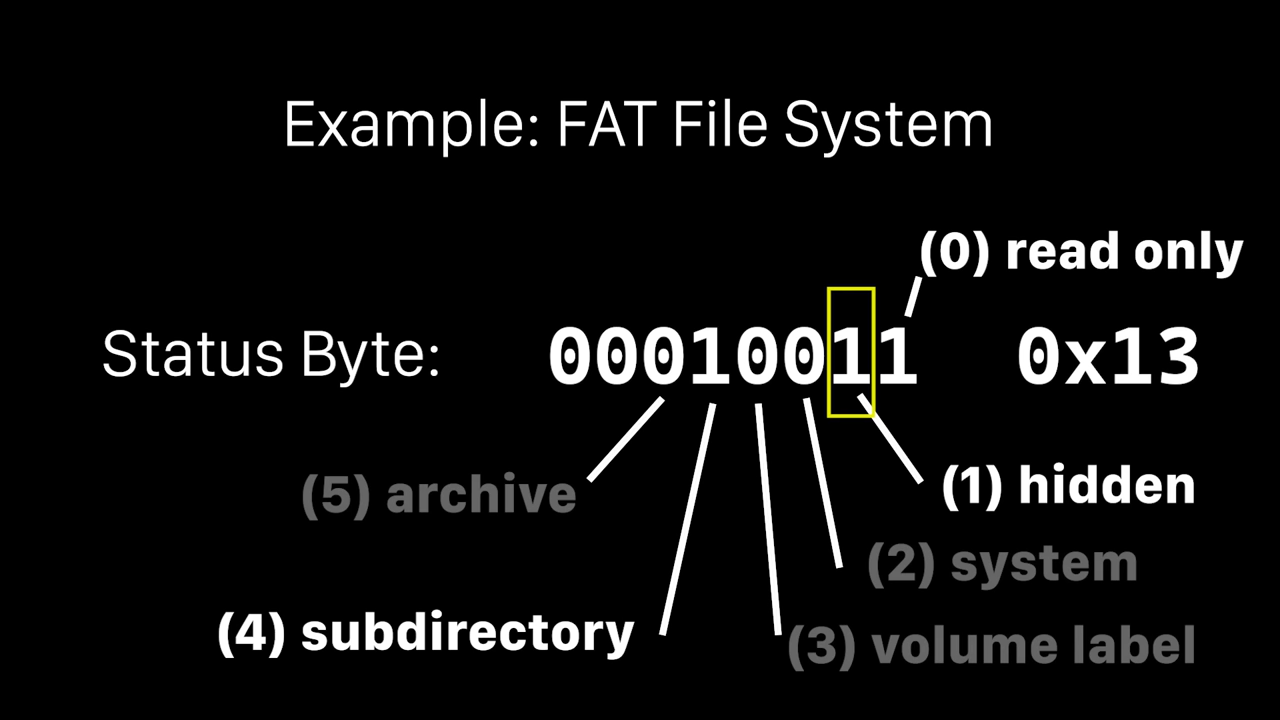 Example: FAT File System
(0) read only
Status Byte: 00010011 0x13
(5) archive
(1) hidden
(2) system
(4) subdirectory
(3) volume label